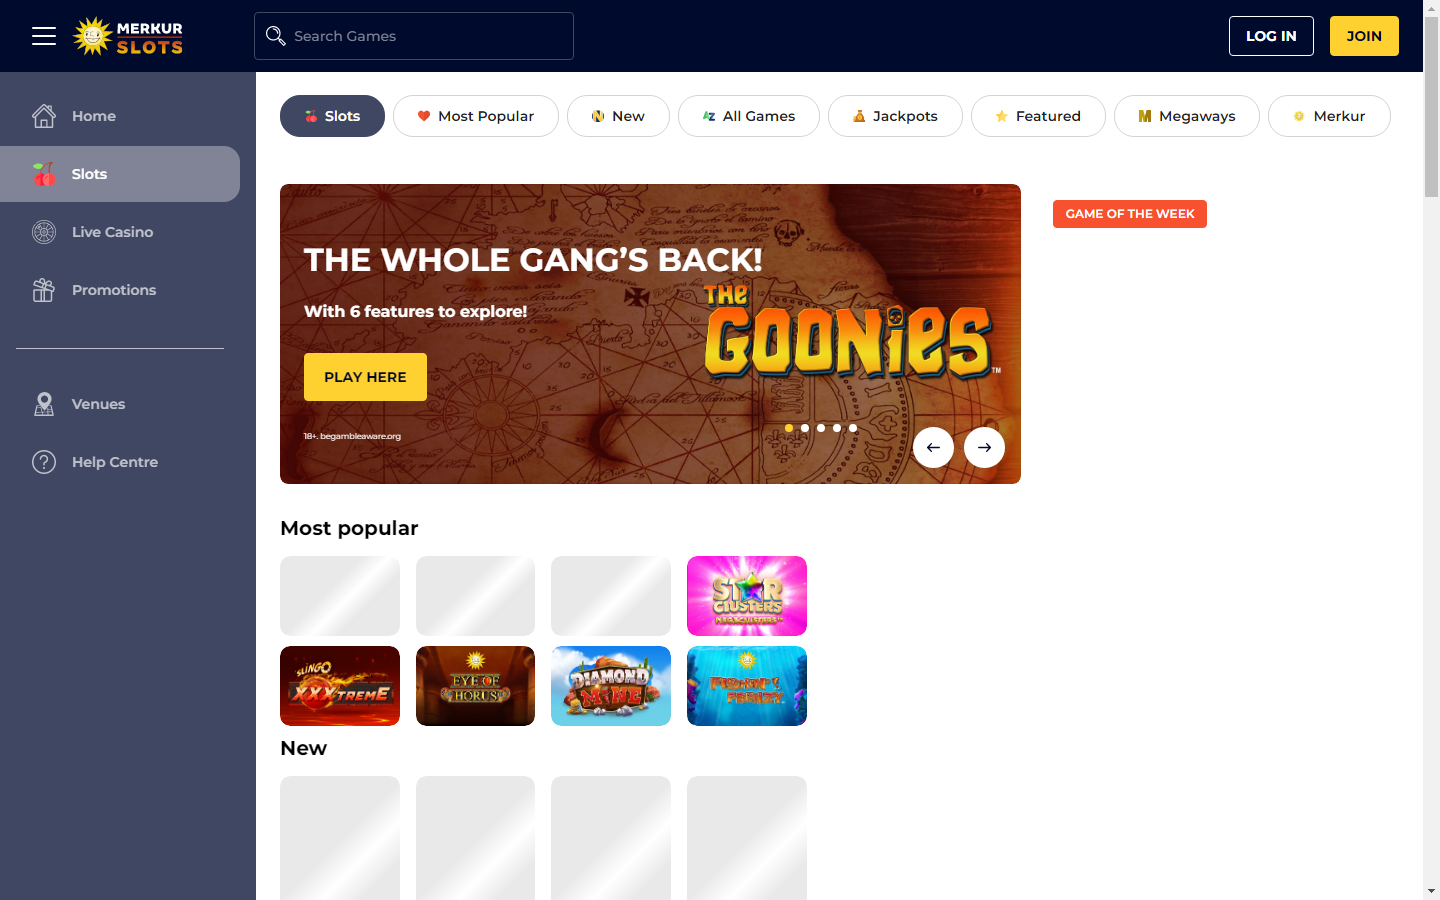 MERKUR
SLOTS
Search Games
LOG IN
JOIN
Home
Slots
Live Casino
Promotions
Venues
Help Centre
Slots
Most Popular
New
All Games
Jackpots
Featured
Megaways
Merkur
THE WHOLE GANG’S BACK!
With 6 features to explore!
PLAY HERE
18+. begambleaware.org
THE
GOONIES™
GAME OF THE WEEK
Most popular
STAR
CLUSTERS
MEGACLUSTERS™
SLINGO
XXXTREME
EYE OF
HORUS
DIAMOND
MINE
FISHIN'
FRENZY
New